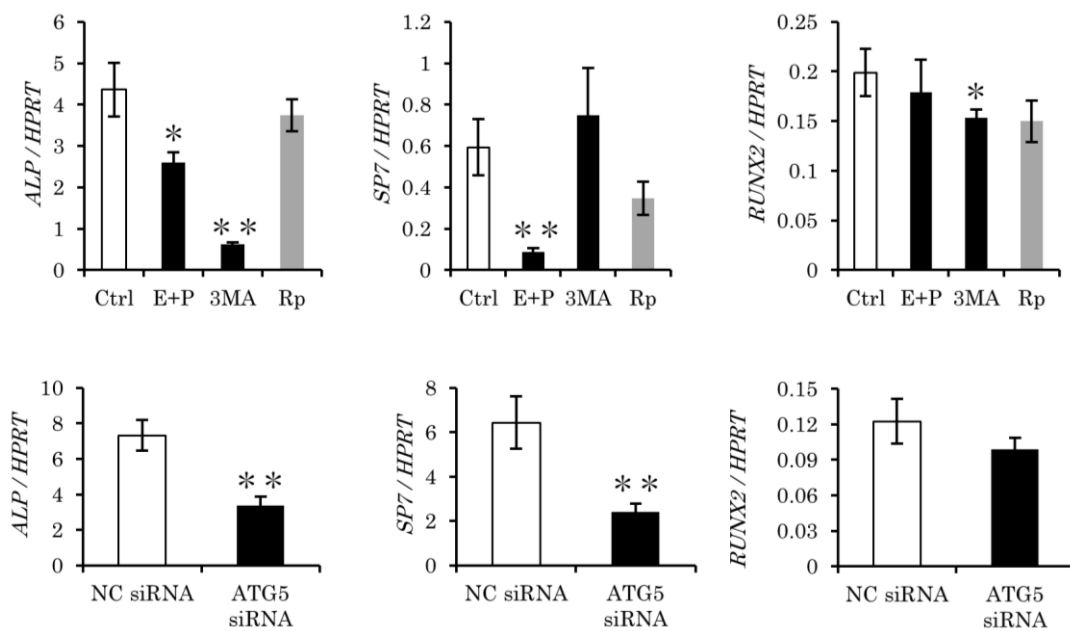 ALP / HPRT
6
5
4
3
2
1
0
*
* *
Ctrl E+P 3MA Rp
SP7 / HPRT
1.2
1
0.8
0.6
0.4
0.2
0
* *
Ctrl E+P 3MA Rp
RUNX2 / HPRT
0.25
0.2
0.15
0.1
0.05
0
*
Ctrl E+P 3MA Rp
ALP / HPRT
10
8
6
4
2
0
* *
NC siRNA ATG5
siRNA
SP7 / HPRT
8
6
4
2
0
* *
NC siRNA ATG5
siRNA
RUNX2 / HPRT
0.15
0.12
0.09
0.06
0.03
0
NC siRNA ATG5
siRNA